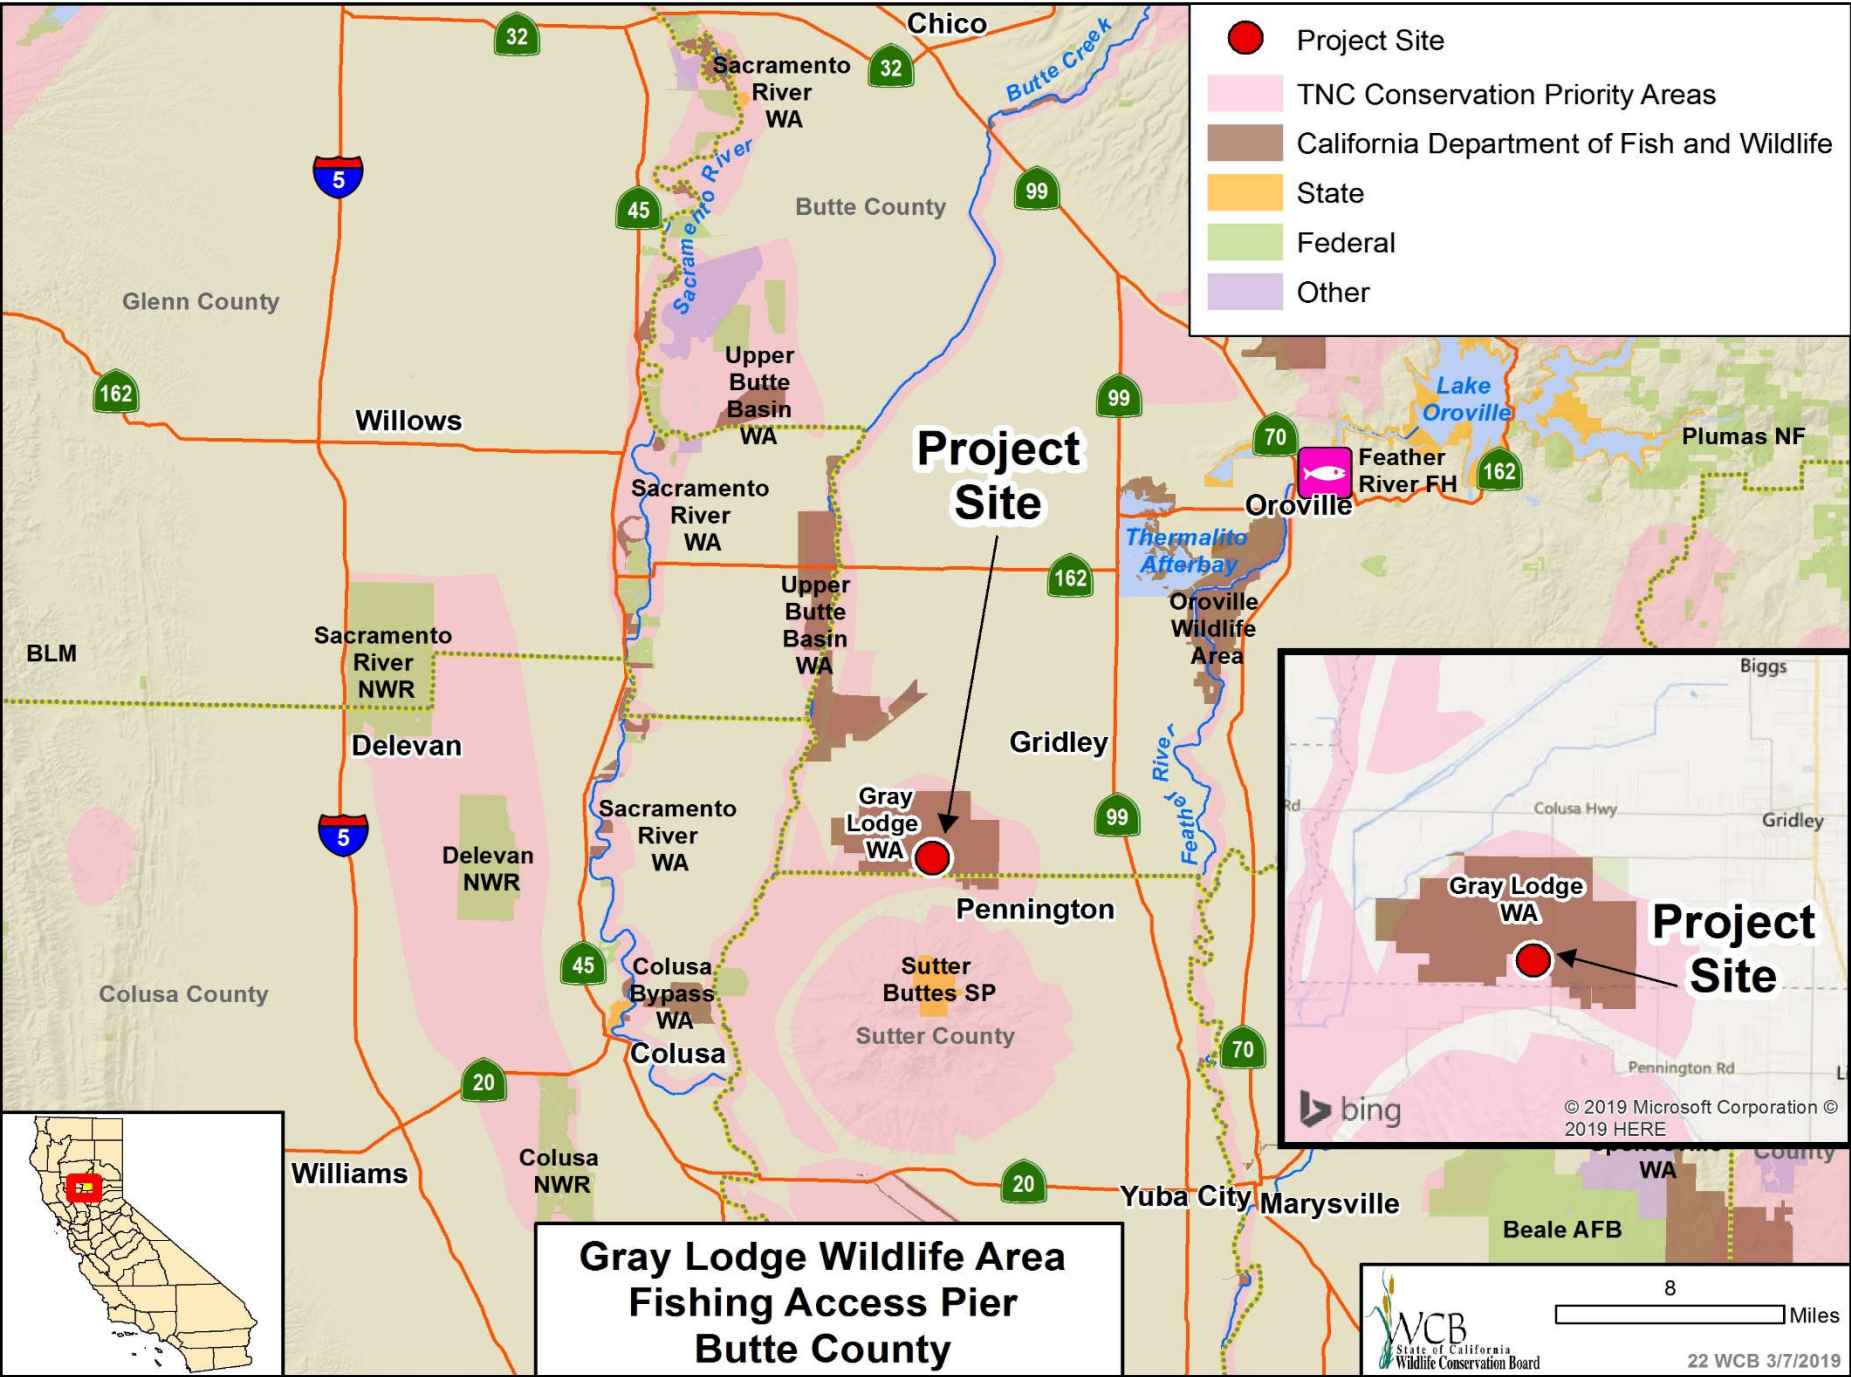 Chico
32
32
Butte Creek
Sacramento
River
WA
Sacramento River
5
45
99
Butte County
Glenn County
Project Site
TNC Conservation Priority Areas
California Department of Fish and Wildlife
State
Federal
Other
Upper
Butte
Basin
WA
162
Willows
99
70
Lake
Oroville
162
Plumas NF
Feather
River FH
Oroville
Project
Site
Sacramento
River
WA
Thermalito
Afterbay
162
Upper
Butte
Basin
WA
Oroville
Wildlife
Area
BLM
Sacramento
River
NWR
Delevan
Gridley
Feather River
99
5
Gray
Lodge
WA
Sacramento
River
WA
Delevan
NWR
Pennington
45
Colusa
Bypass
WA
Colusa
Sutter
Buttes SP
Sutter County
Colusa County
70
20
Williams
Colusa
NWR
20
Yuba City
Marysville
WA
County
Beale AFB
Biggs
Rd
Colusa Hwy
Gridley
Gray Lodge
WA
Project
Site
Pennington Rd
bing
© 2019 Microsoft Corporation ©
2019 HERE
Gray Lodge Wildlife Area
Fishing Access Pier
Butte County
WCB
State of California
Wildlife Conservation Board
8
Miles
22 WCB 3/7/2019